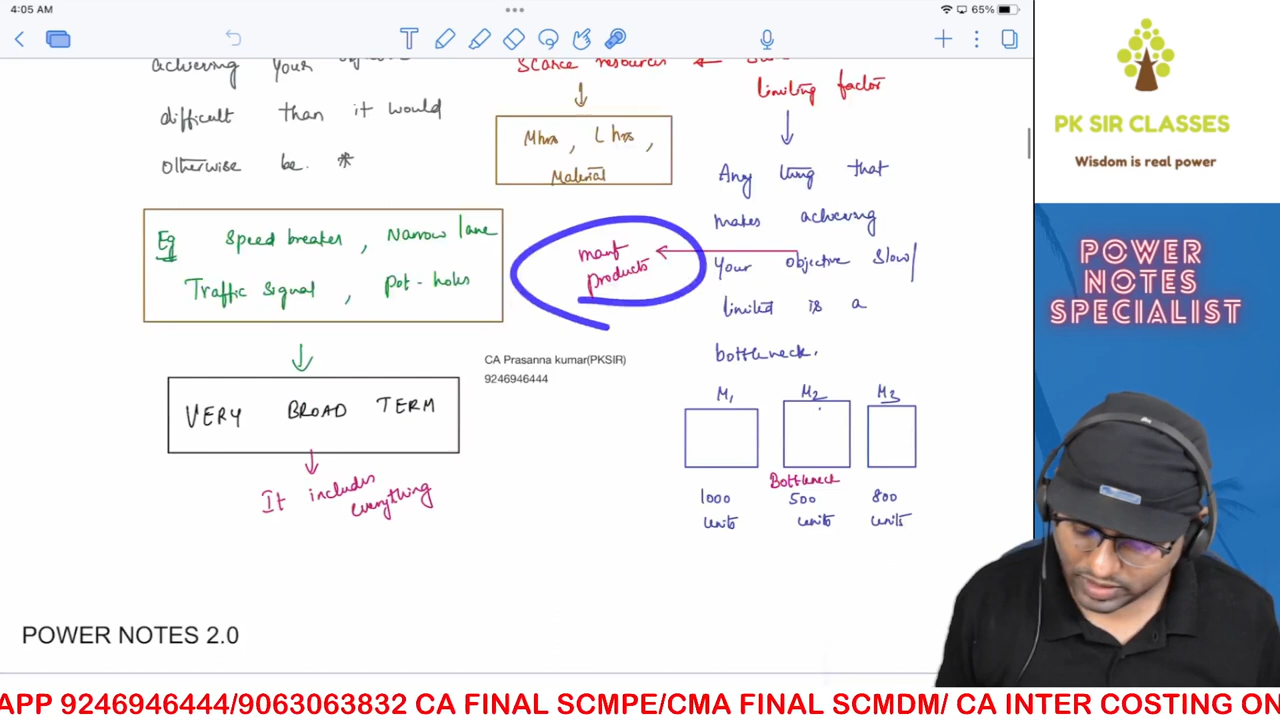 4:05 AM
65%
achieving your
difficult than it would
otherwise be. *
Eg Speed breaker, Narrow lane
Traffic Signal, Pot-holes
VERY BROAD TERM
It includes
everything
Scarce resources ←
Mhrs, L hrs,
Material
manf
products
CA Prasanna kumar(PKSIR)
9246946444
limiting factor
Any thing that
makes achieving
your objective slow/
limited is a
bottleneck.
M1 M2 M3
Bottleneck
1000 500 800
units units units
POWER NOTES 2.0
PK SIR CLASSES
Wisdom is real power
POWER
NOTES
SPECIALIST
APP 9246946444/9063063832 CA FINAL SCMPE/CMA FINAL SCMDM/ CA INTER COSTING ON